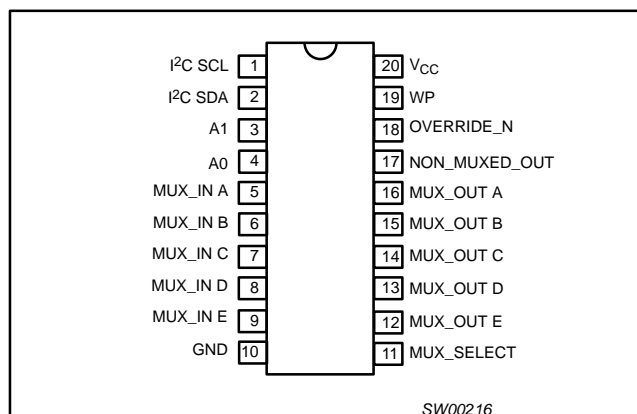 I²C SCL 1 20 VCC
I²C SDA 2 19 WP
A1 3 18 OVERRIDE_N
A0 4 17 NON_MUXED_OUT
MUX_IN A 5 16 MUX_OUT A
MUX_IN B 6 15 MUX_OUT B
MUX_IN C 7 14 MUX_OUT C
MUX_IN D 8 13 MUX_OUT D
MUX_IN E 9 12 MUX_OUT E
GND 10 11 MUX_SELECT
SW00216